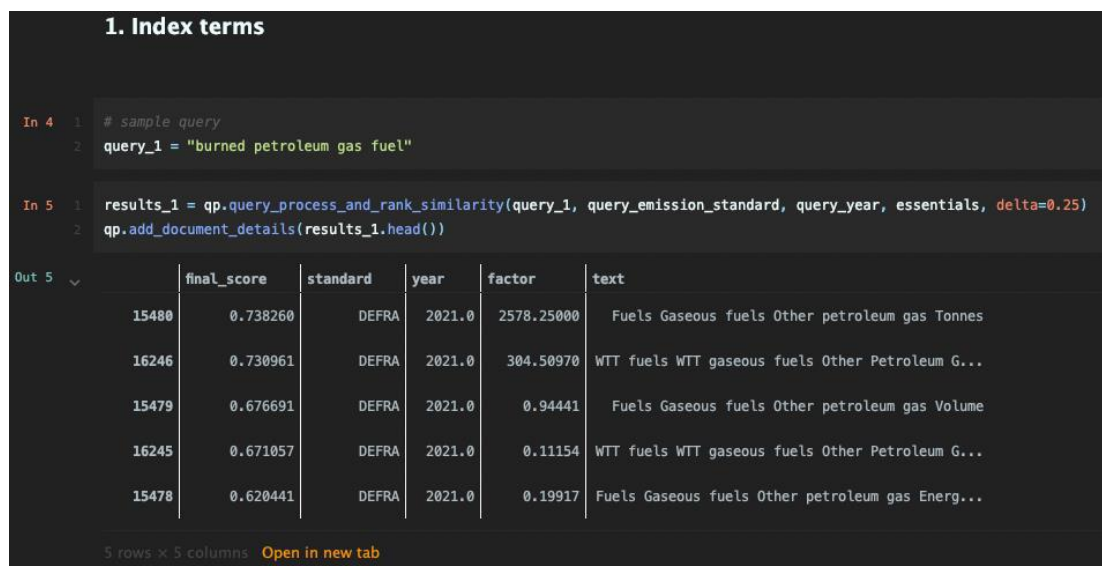 1. Index terms
In 4 1 # sample query
2 query_1 = "burned petroleum gas fuel"
In 5 1 results_1 = qp.query_process_and_rank_similarity(query_1, query_emission_standard, query_year, essentials, delta=0.25)
2 qp.add_document_details(results_1.head())
Out 5 final_score standard year factor text
15480 0.738260 DEFRA 2021.0 2578.25000 Fuels Gaseous fuels Other petroleum gas Tonnes
16246 0.730961 DEFRA 2021.0 304.50970 WTT fuels WTT gaseous fuels Other Petroleum G...
15479 0.676691 DEFRA 2021.0 0.94441 Fuels Gaseous fuels Other petroleum gas Volume
16245 0.671057 DEFRA 2021.0 0.11154 WTT fuels WTT gaseous fuels Other Petroleum G...
15478 0.620441 DEFRA 2021.0 0.19917 Fuels Gaseous fuels Other petroleum gas Energ...
5 rows × 5 columns Open in new tab